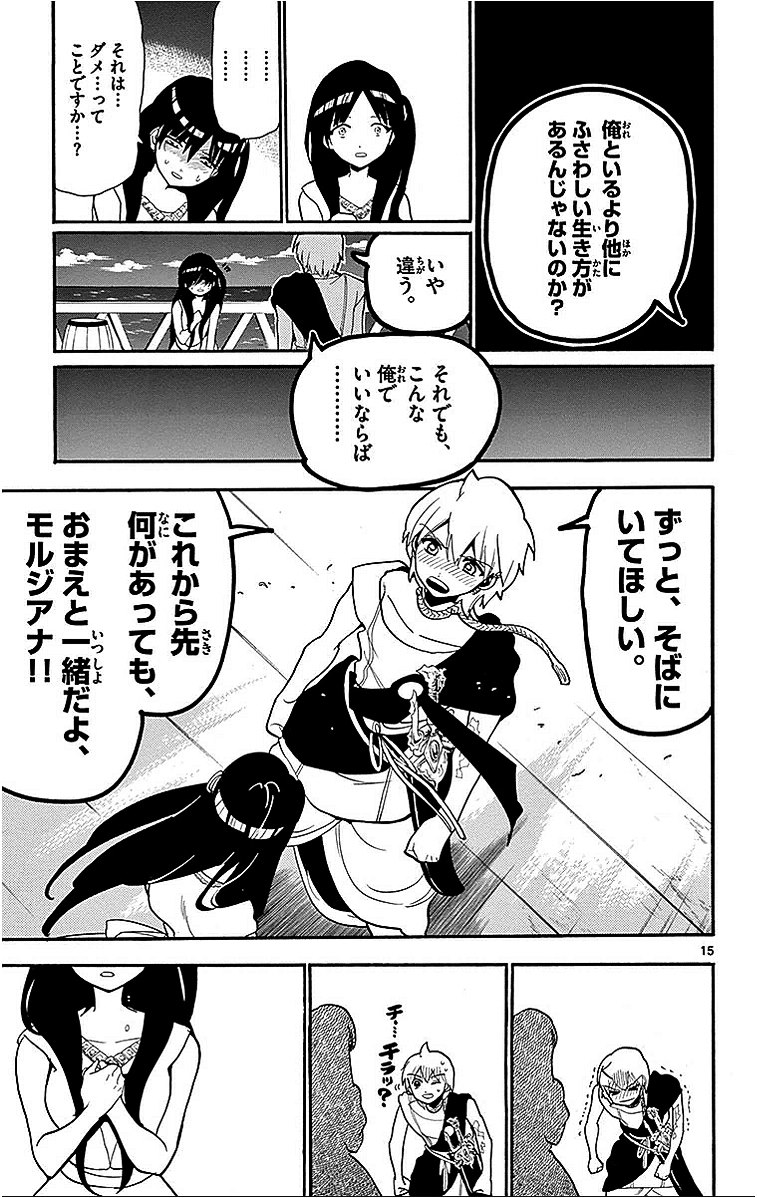 俺といるより他に
ふさわしい生き方が
あるんじゃないのか?
…………
…………
それは…
ダメ…って
ことですか…?
いや
違う。
それでも、
こんな
俺で
いいならば
…………
ずっと、そばに
いてほしい。
これから先
何があっても、
おまえと一緒だよ、
モルジアナ!!
15
チ…
チラッ?